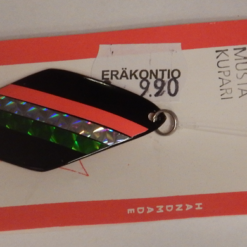 ERÄKONTIO
9.90
MUSTA
KUPARI
HANDMADE